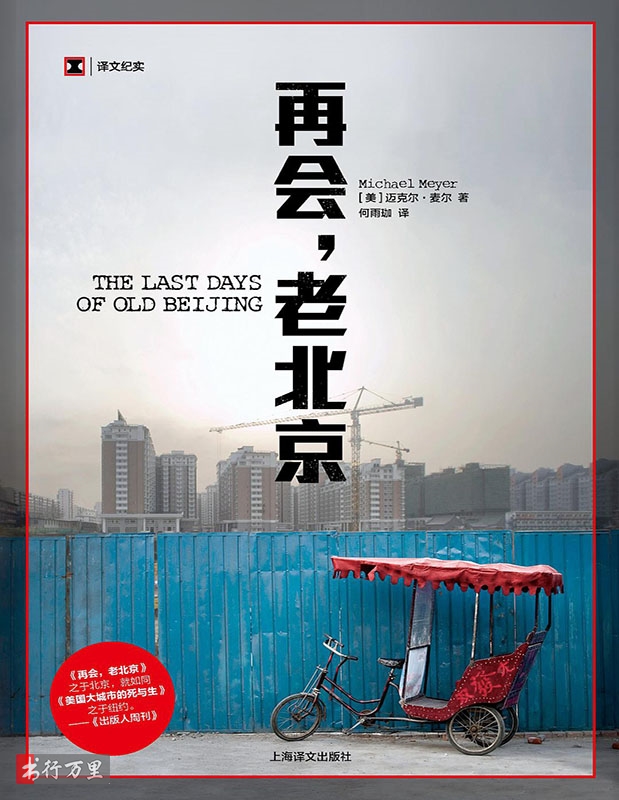 译文纪实
再会，老北京
Michael Meyer
［美］迈克尔·麦尔 著
何雨珈 译
THE LAST DAYS
OF OLD BEIJING
《再会，老北京》
之于北京，就如同
《美国大城市的死与生》
之于纽约。
——《出版人周刊》
上海译文出版社
书行万里